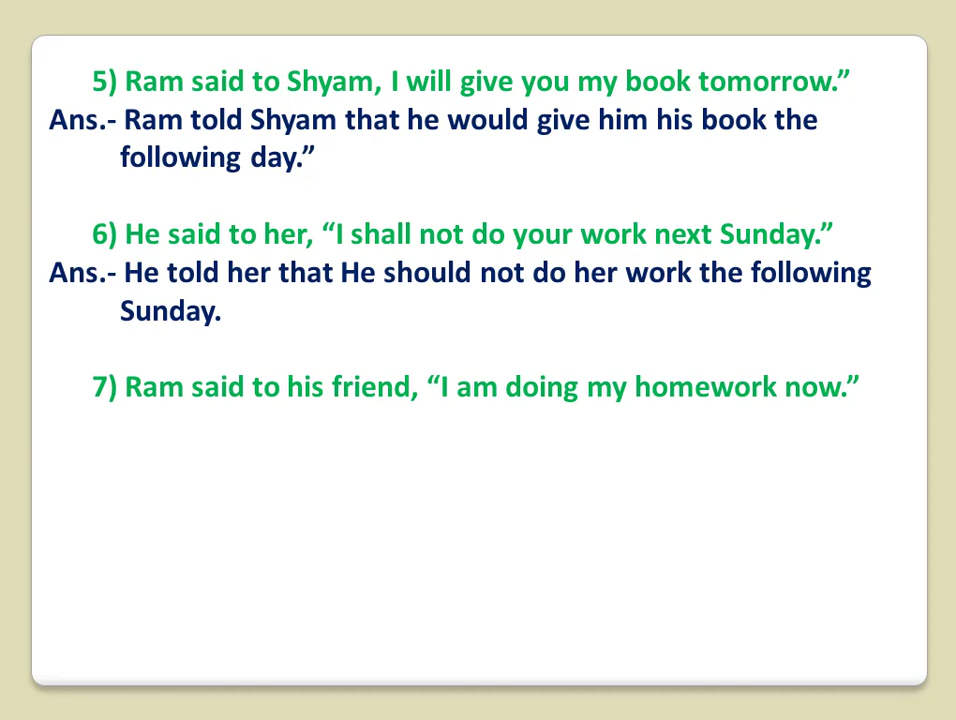 5) Ram said to Shyam, I will give you my book tomorrow.”
Ans.- Ram told Shyam that he would give him his book the
following day.”
6) He said to her, “I shall not do your work next Sunday.”
Ans.- He told her that He should not do her work the following
Sunday.
7) Ram said to his friend, “I am doing my homework now.”